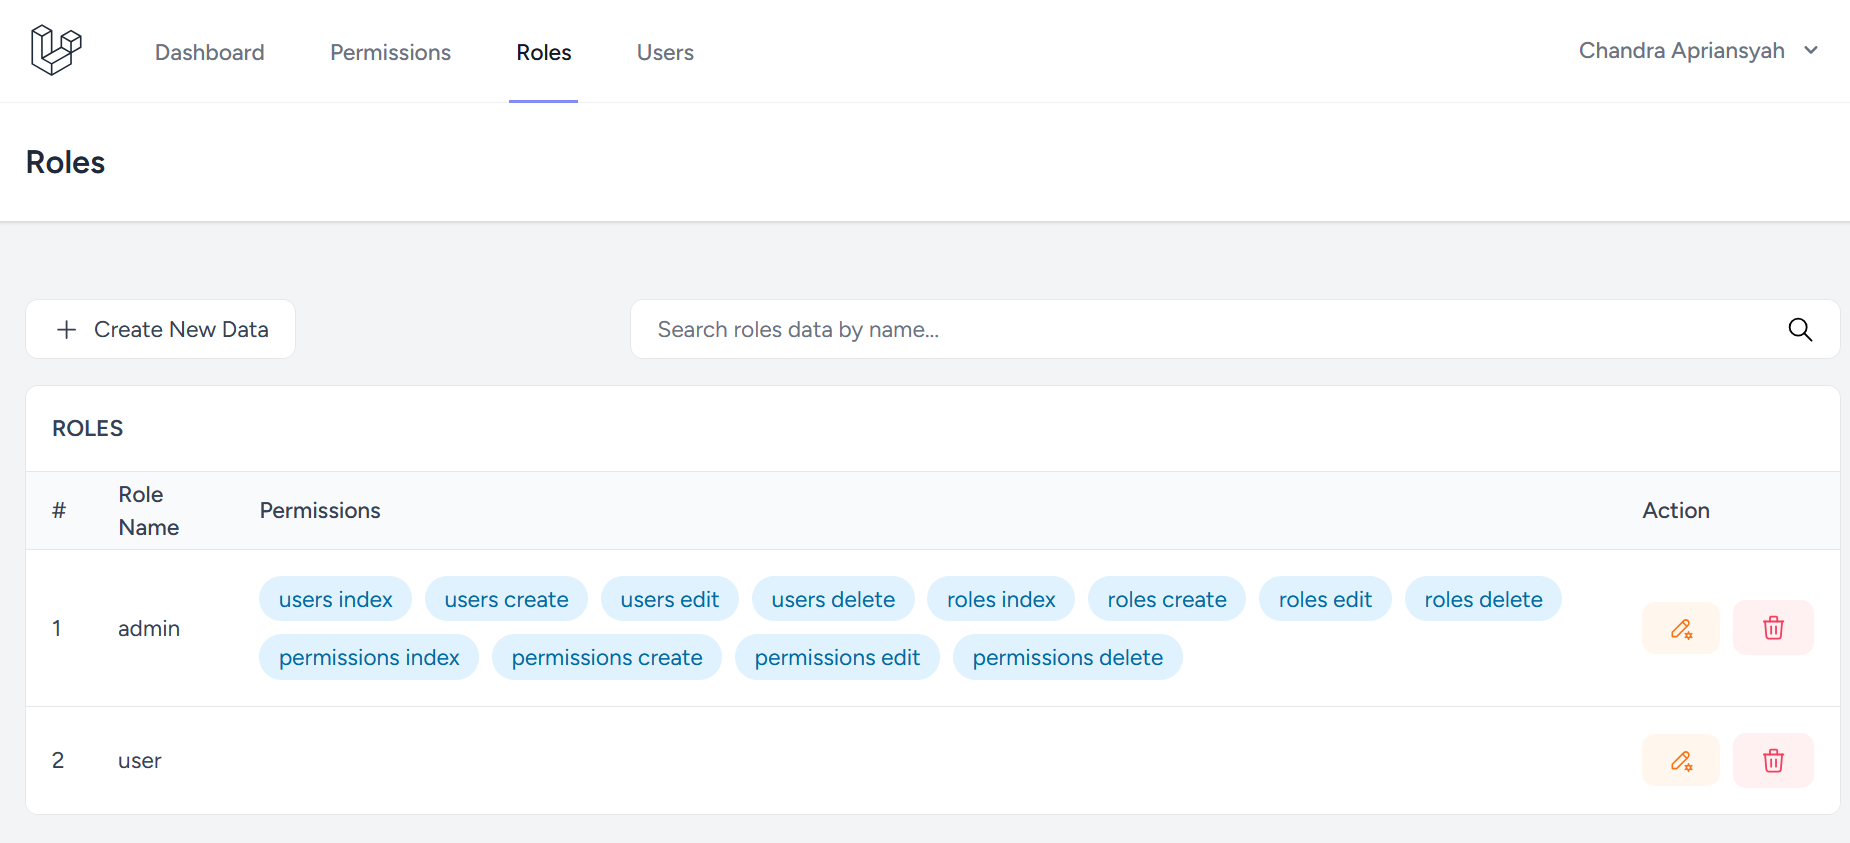 Dashboard Permissions Roles Users Chandra Apriansyah
Roles
Create New Data Search roles data by name...
ROLES
# Role Name Permissions Action
1 admin users index users create users edit users delete roles index roles create roles edit roles delete
permissions index permissions create permissions edit permissions delete
2 user